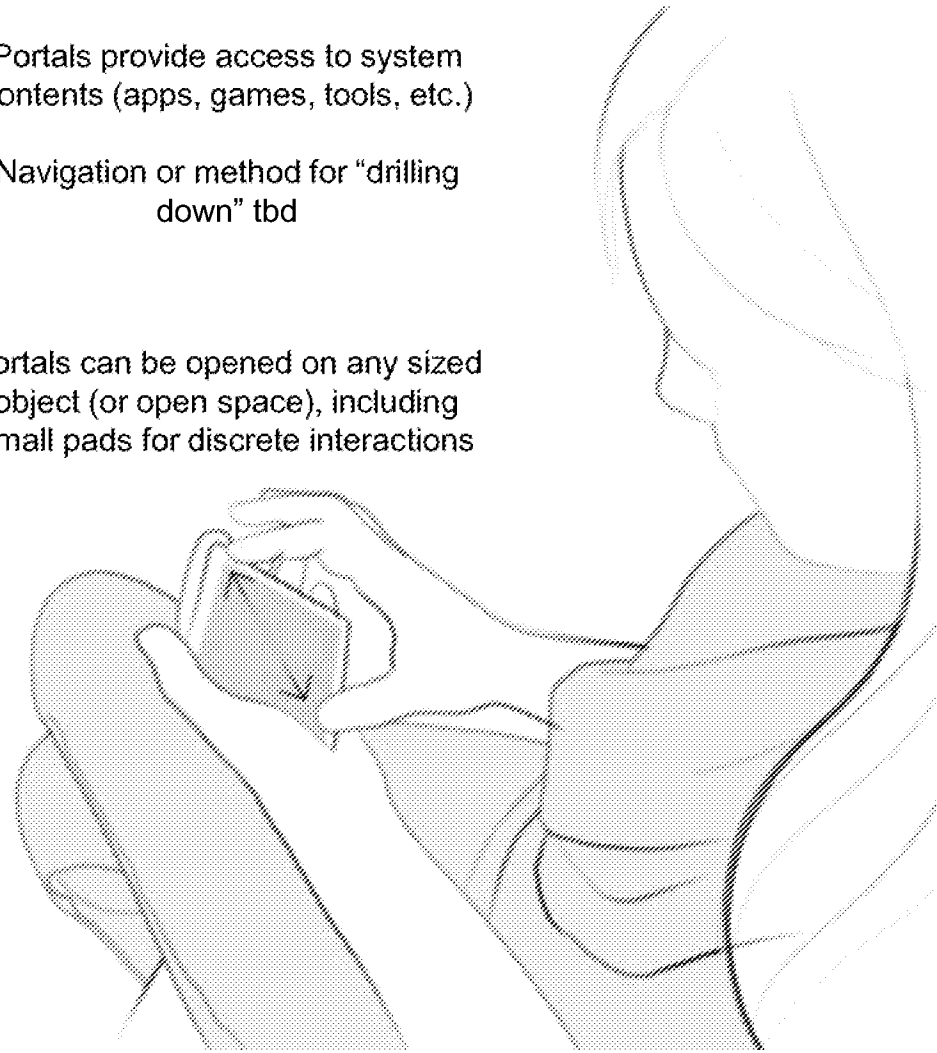 Portals provide access to system
ontents (apps, games, tools, etc.)
Navigation or method for “drilling
down” tbd
ortals can be opened on any sized
object (or open space), including
mall pads for discrete interactions